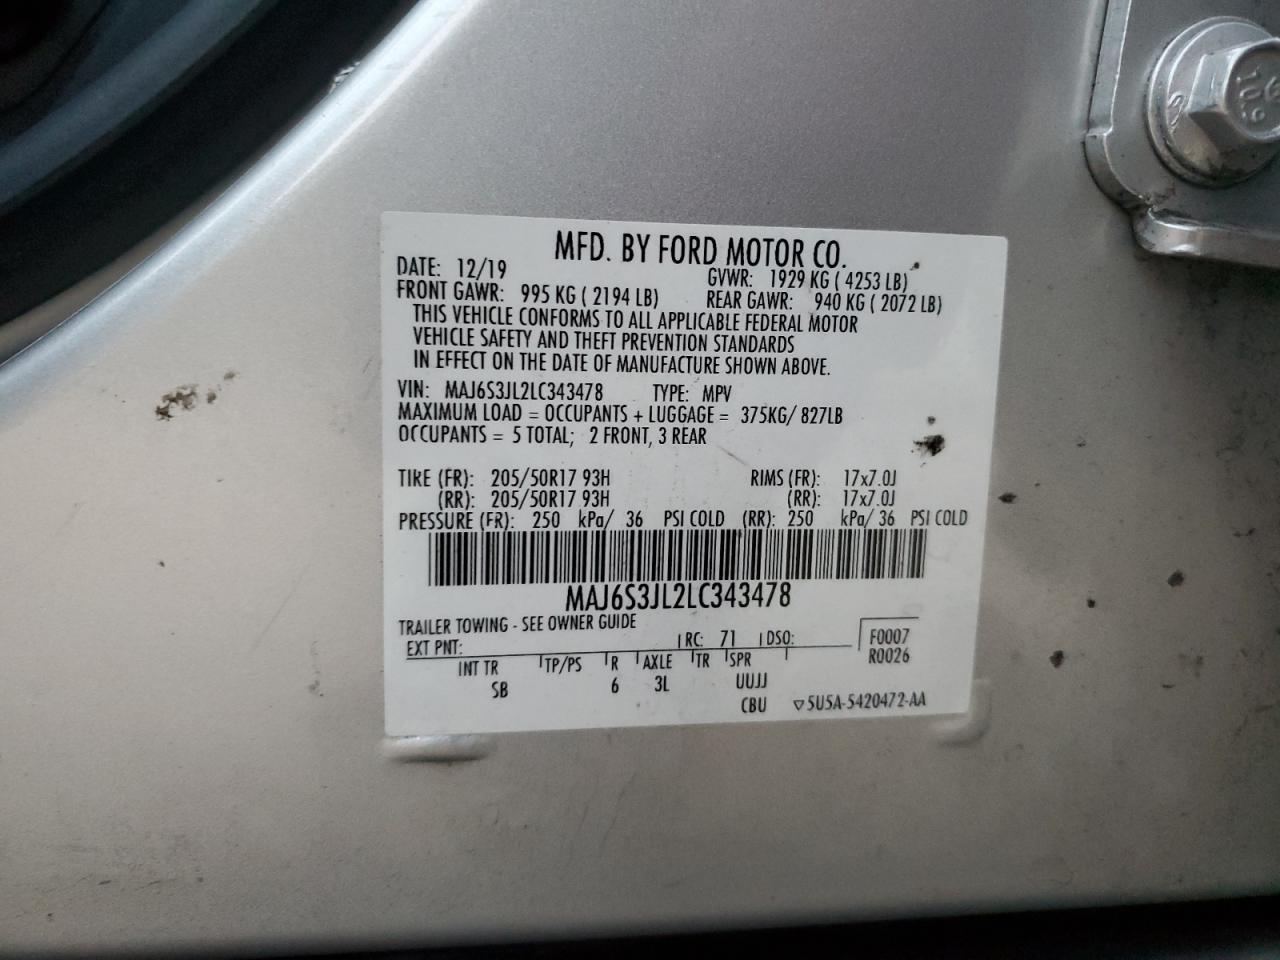 MFD. BY FORD MOTOR CO.
DATE: 12/19 GVWR: 1929 KG ( 4253 LB)
FRONT GAWR: 995 KG ( 2194 LB) REAR GAWR: 940 KG ( 2072 LB)
THIS VEHICLE CONFORMS TO ALL APPLICABLE FEDERAL MOTOR
VEHICLE SAFETY AND THEFT PREVENTION STANDARDS
IN EFFECT ON THE DATE OF MANUFACTURE SHOWN ABOVE.
VIN: MAJ6S3JL2LC343478 TYPE: MPV
MAXIMUM LOAD = OCCUPANTS + LUGGAGE = 375KG/ 827LB
OCCUPANTS = 5 TOTAL; 2 FRONT, 3 REAR
TIRE (FR): 205/50R17 93H RIMS (FR): 17x7.0J
(RR): 205/50R17 93H (RR): 17x7.0J
PRESSURE (FR): 250 kPa/ 36 PSI COLD (RR): 250 kPa/ 36 PSI COLD
MAJ6S3JL2LC343478
TRAILER TOWING - SEE OWNER GUIDE
EXT PNT: RC: 71 DSO: F0007
R0026
INT TR TP/PS R AXLE TR SPR
SB 6 3L UUJJ
CBU ▽5U5A-5420472-AA
10.9